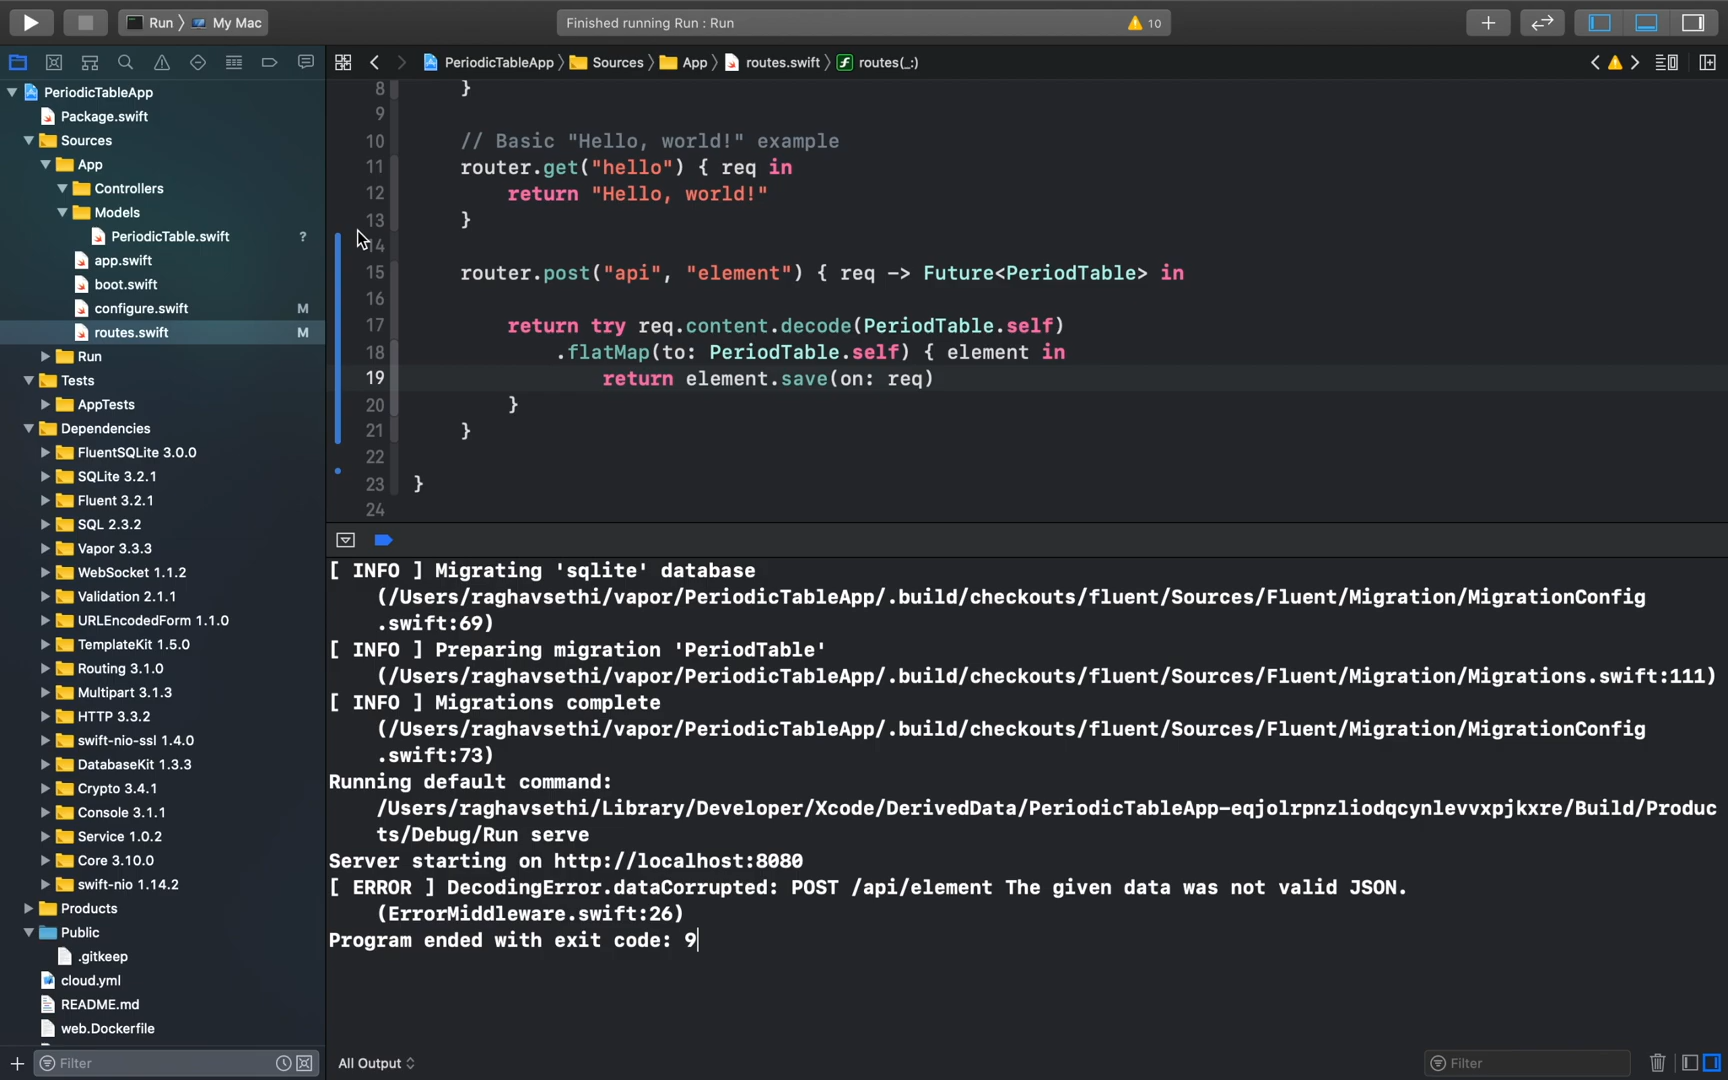 Run 〉 My Mac
Finished running Run : Run
10
PeriodicTableApp 〉 Sources 〉 App 〉 routes.swift 〉 routes(_:)
PeriodicTableApp
Package.swift
Sources
App
Controllers
Models
PeriodicTable.swift ?
app.swift
boot.swift
configure.swift M
routes.swift M
Run
Tests
AppTests
Dependencies
FluentSQLite 3.0.0
SQLite 3.2.1
Fluent 3.2.1
SQL 2.3.2
Vapor 3.3.3
WebSocket 1.1.2
Validation 2.1.1
URLEncodedForm 1.1.0
TemplateKit 1.5.0
Routing 3.1.0
Multipart 3.1.3
HTTP 3.3.2
swift-nio-ssl 1.4.0
DatabaseKit 1.3.3
Crypto 3.4.1
Console 3.1.1
Service 1.0.2
Core 3.10.0
swift-nio 1.14.2
Products
Public
.gitkeep
cloud.yml
README.md
web.Dockerfile
Filter
8 }
9
10 // Basic "Hello, world!" example
11 router.get("hello") { req in
12 return "Hello, world!"
13 }
14
15 router.post("api", "element") { req -> Future<PeriodTable> in
16
17 return try req.content.decode(PeriodTable.self)
18 .flatMap(to: PeriodTable.self) { element in
19 return element.save(on: req)
20 }
21 }
22
23 }
24
[ INFO ] Migrating 'sqlite' database
(/Users/raghavsethi/vapor/PeriodicTableApp/.build/checkouts/fluent/Sources/Fluent/Migration/MigrationConfig
.swift:69)
[ INFO ] Preparing migration 'PeriodTable'
(/Users/raghavsethi/vapor/PeriodicTableApp/.build/checkouts/fluent/Sources/Fluent/Migration/Migrations.swift:111)
[ INFO ] Migrations complete
(/Users/raghavsethi/vapor/PeriodicTableApp/.build/checkouts/fluent/Sources/Fluent/Migration/MigrationConfig
.swift:73)
Running default command:
/Users/raghavsethi/Library/Developer/Xcode/DerivedData/PeriodicTableApp-eqjolrpnzliodqcynlevvxpjkxre/Build/Produc
ts/Debug/Run serve
Server starting on http://localhost:8080
[ ERROR ] DecodingError.dataCorrupted: POST /api/element The given data was not valid JSON.
(ErrorMiddleware.swift:26)
Program ended with exit code: 9
All Output
Filter